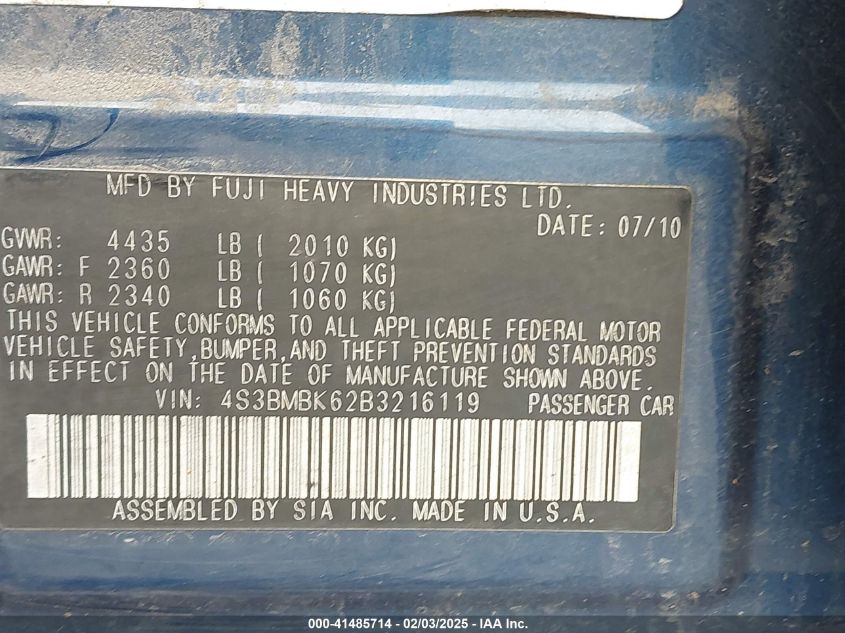 MFD BY FUJI HEAVY INDUSTRIES LTD.
DATE: 07/10
GVWR: 4435 LB ( 2010 KG)
GAWR: F 2360 LB ( 1070 KG)
GAWR: R 2340 LB ( 1060 KG)
THIS VEHICLE CONFORMS TO ALL APPLICABLE FEDERAL MOTOR
VEHICLE SAFETY,BUMPER,AND THEFT PREVENTION STANDARDS
IN EFFECT ON THE DATE OF MANUFACTURE SHOWN ABOVE.
VIN: 4S3BMBK62B3216119 PASSENGER CAR
ASSEMBLED BY SIA INC. MADE IN U.S.A.
000-41485714 - 02/03/2025 - IAA Inc.